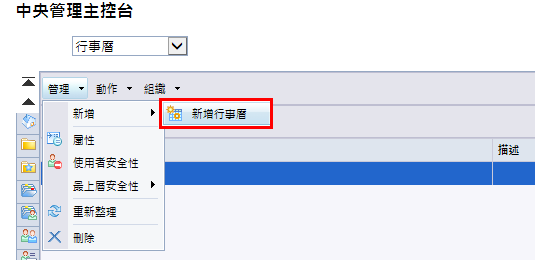 中央管理主控台
行事曆
管理 動作 組織
新增 新增行事曆
屬性
描述
使用者安全性
最上層安全性
重新整理
刪除